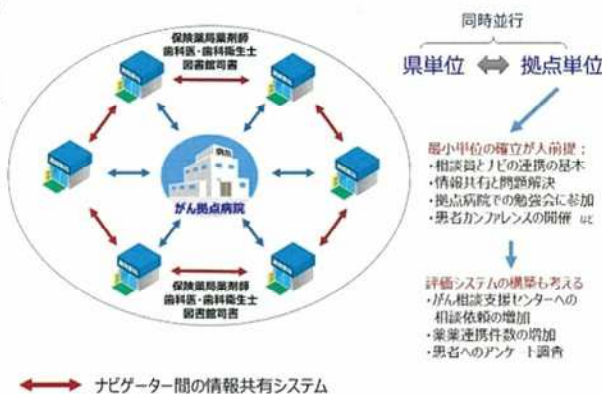 保険薬局薬剤師
歯科医・歯科衛生士
図書館司書
病院
がん拠点病院
保険薬局薬剤師
歯科医・歯科衛生士
図書館司書
ナビゲーター間の情報共有システム
同時並行
県単位 ⇔ 拠点単位
最小単位の確立が大前提:
・相談員とナビの連携の基本
・情報共有と問題解決
・拠点病院での勉強会に参加
・患者カンファレンスの開催 など
評価システムの構築も考える
・がん相談支援センターへの
相談依頼の増加
・薬薬連携件数の増加
・患者へのアンケート調査